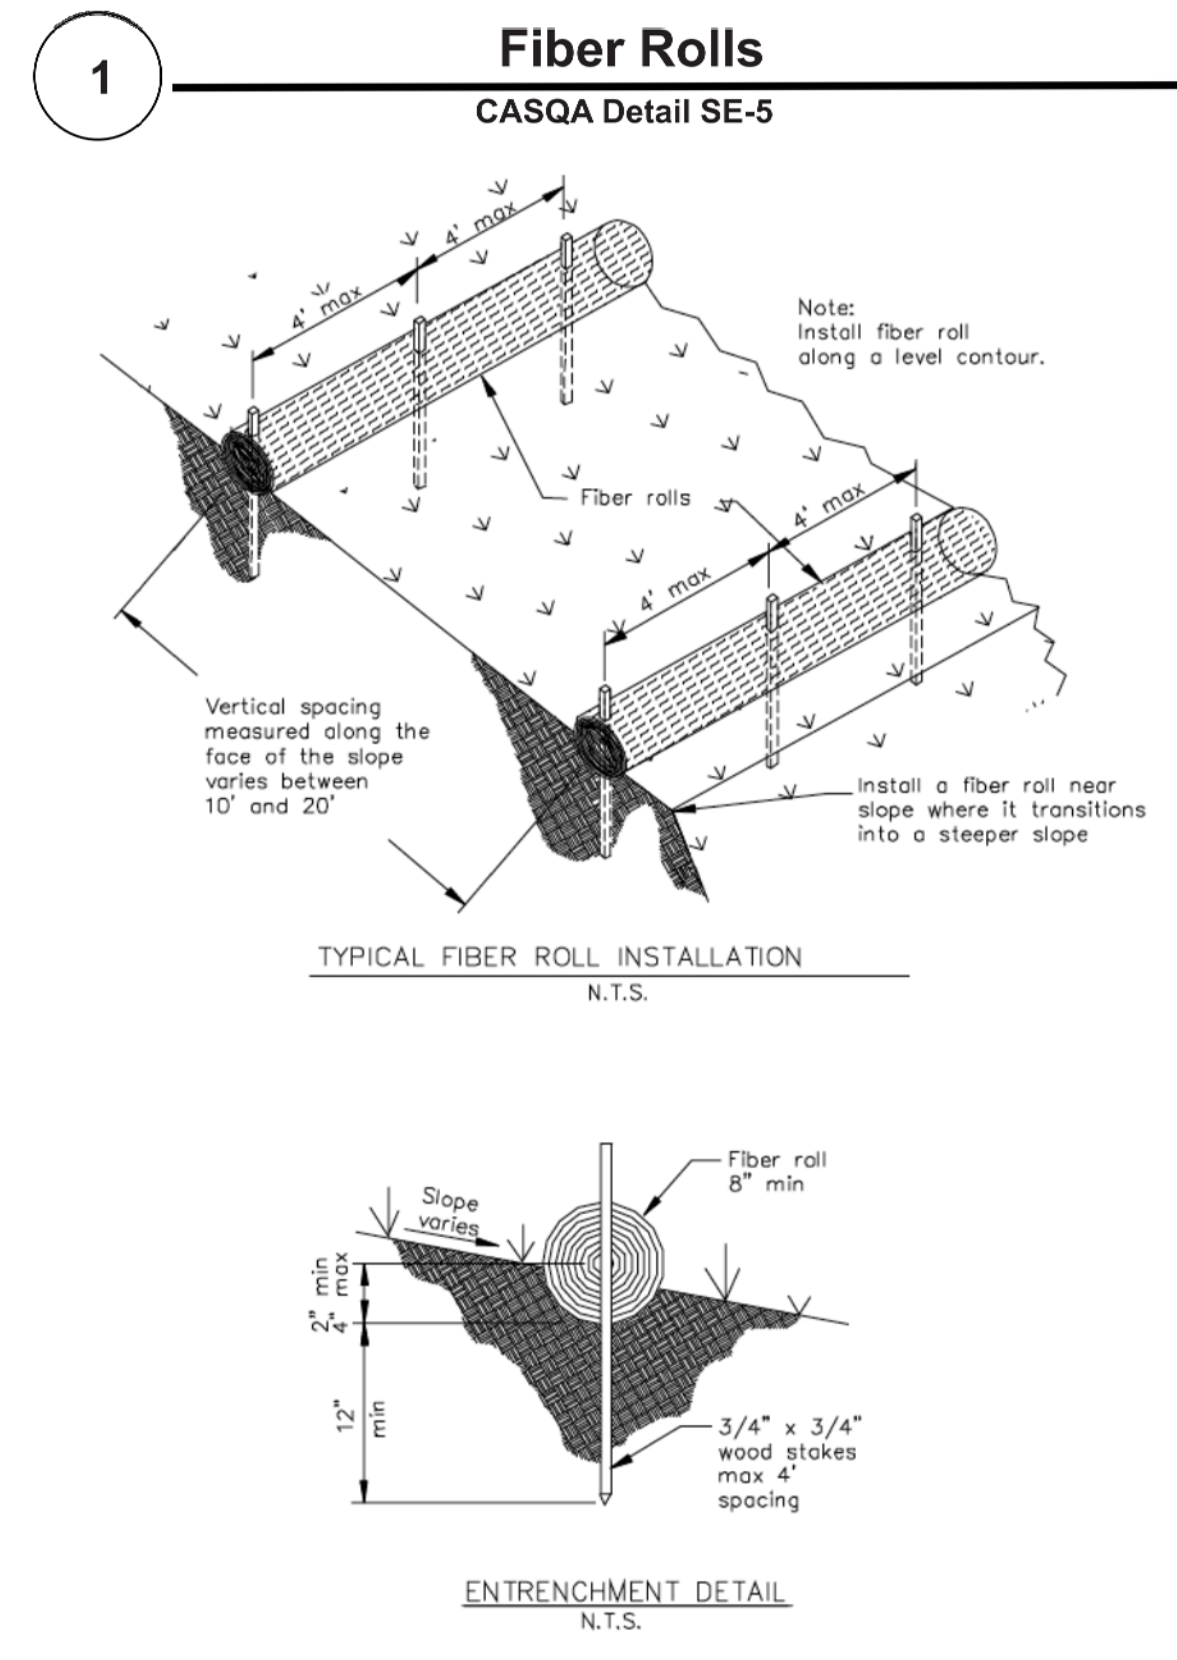 1
Fiber Rolls
CASQA Detail SE-5
4' max
4' max
Note:
Install fiber roll
along a level contour.
Fiber rolls
4' max
4' max
Vertical spacing
measured along the
face of the slope
varies between
10' and 20'
Install a fiber roll near
slope where it transitions
into a steeper slope
TYPICAL FIBER ROLL INSTALLATION
N.T.S.
Fiber roll
8" min
Slope
varies
2" min
4" max
12"
min
3/4" x 3/4"
wood stakes
max 4'
spacing
ENTRENCHMENT DETAIL
N.T.S.